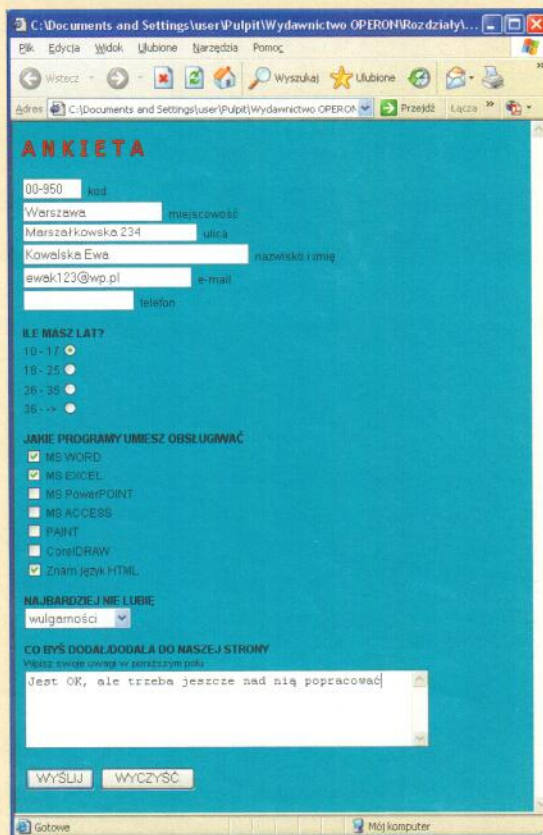 C:\Documents and Settings\user\Pulpit\Wydawnictwo OPERON\Rozdziały\...
Plik Edycja Widok Ulubione Narzędzia Pomoc
Wstecz Wyszukaj Ulubione
Adres C:\Documents and Settings\user\Pulpit\Wydawnictwo OPERON Przejdź Łącza »
ANKIETA
00-950 kod
Warszawa miejscowość
Marszałkowska 234 ulica
Kowalska Ewa nazwisko i imię
ewak123@wp.pl e-mail
telefon
ILE MASZ LAT?
10 - 17
18 - 25
26 - 35
36 - ->
JAKIE PROGRAMY UMIESZ OBSŁUGIWAĆ
MS WORD
MS EXCEL
MS PowerPOINT
MS ACCESS
PAINT
CorelDRAW
Znam język HTML
NAJBARDZIEJ NIE LUBIĘ
wulgarności
CO BYŚ DODAŁ/DODAŁA DO NASZEJ STRONY
Wpisz swoje uwagi w poniższym polu
Jest OK, ale trzeba jeszcze nad nią popracować
WYŚLIJ WYCZYŚĆ
Gotowe Mój komputer